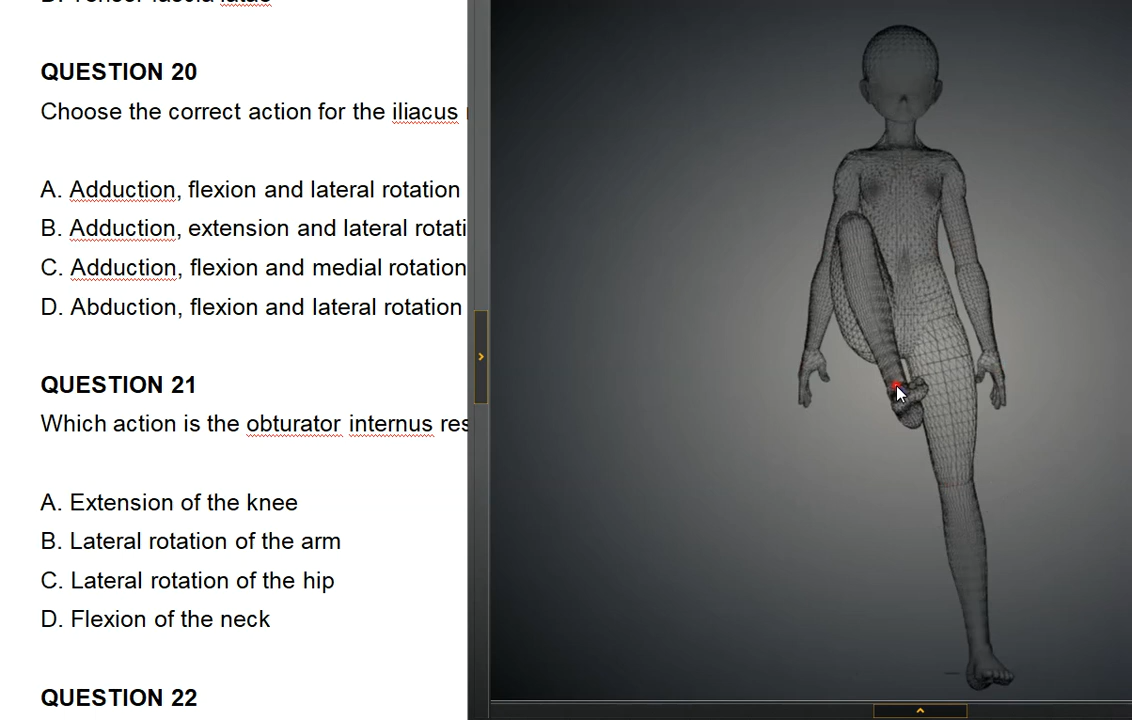 QUESTION 20
Choose the correct action for the iliacus
A. Adduction, flexion and lateral rotation
B. Adduction, extension and lateral rotati
C. Adduction, flexion and medial rotation
D. Abduction, flexion and lateral rotation
QUESTION 21
Which action is the obturator internus res
A. Extension of the knee
B. Lateral rotation of the arm
C. Lateral rotation of the hip
D. Flexion of the neck
QUESTION 22